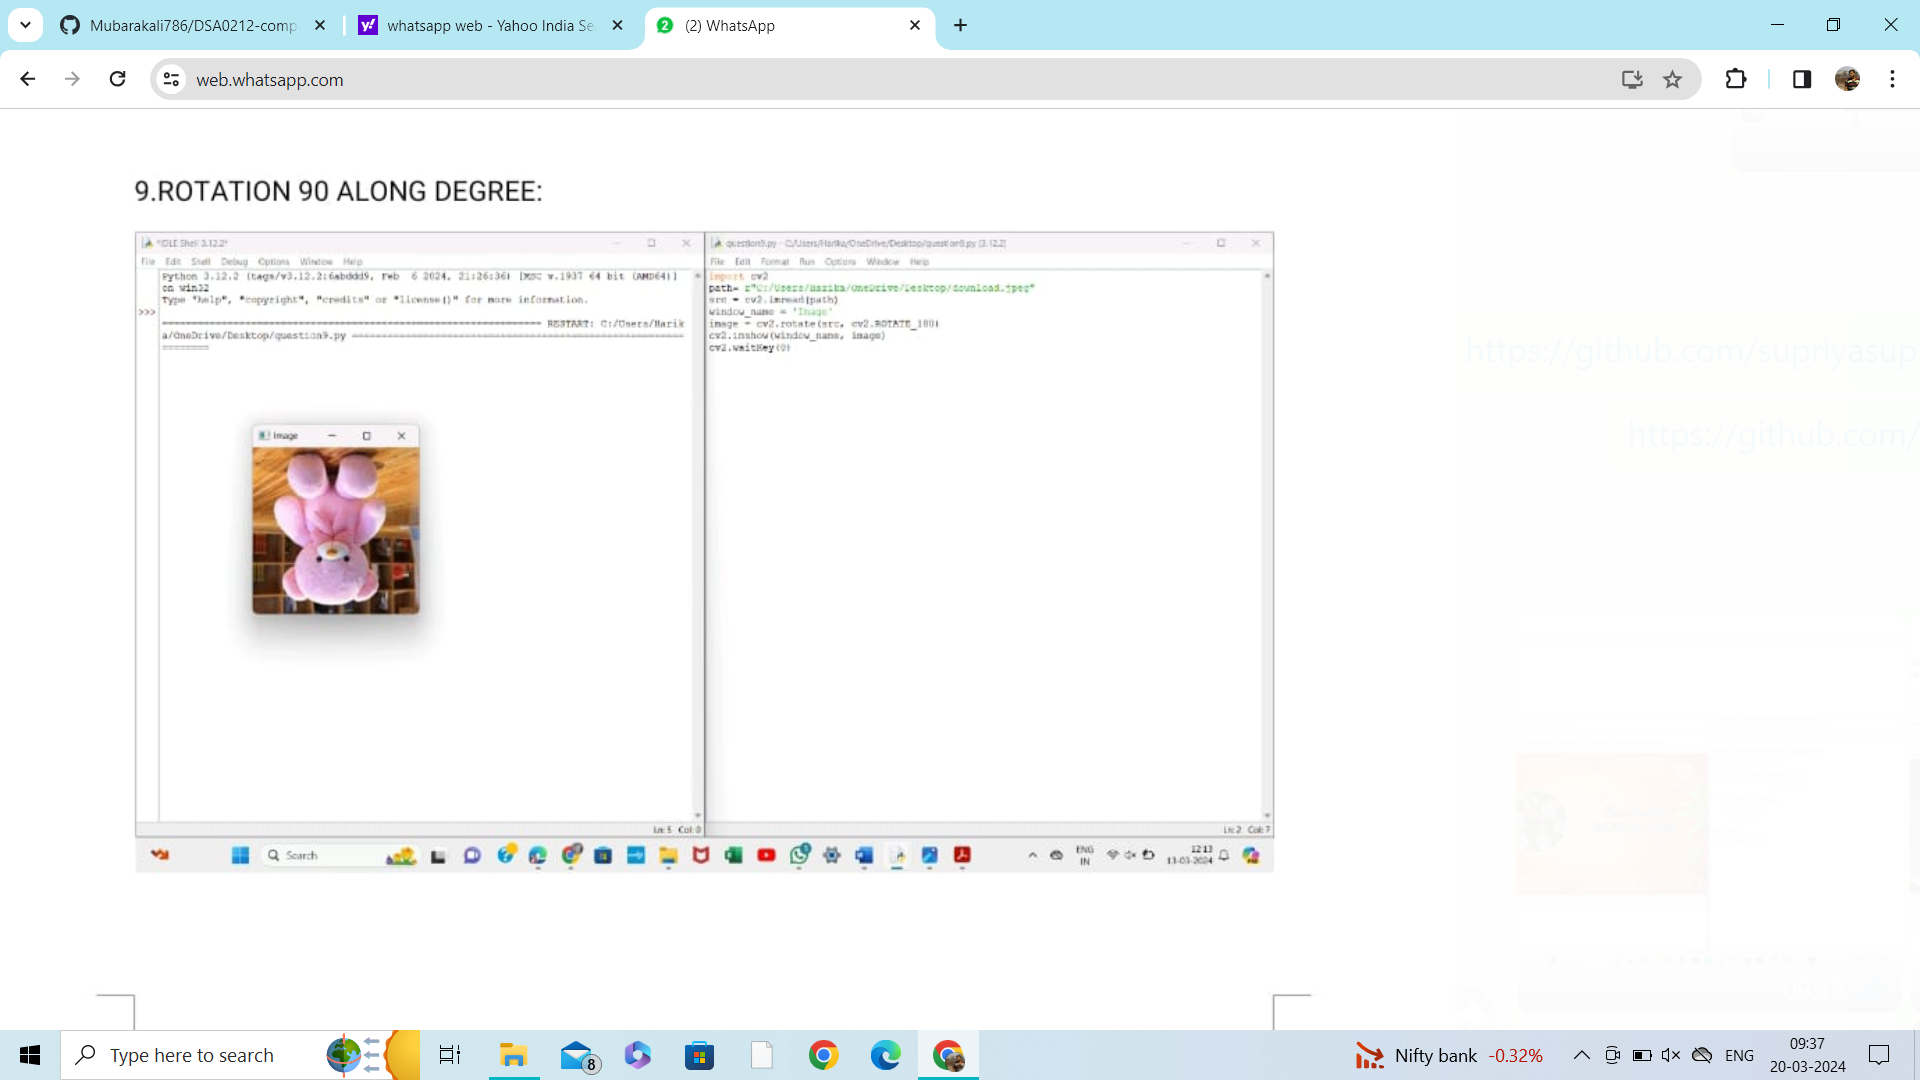 Mubarakali786/DSA0212-comp
whatsapp web - Yahoo India Se
(2) WhatsApp
web.whatsapp.com
9.ROTATION 90 ALONG DEGREE:
*IDLE Shell 3.12.2*
File Edit Shell Debug Options Window Help
Python 3.12.2 (tags/v3.12.2:6abddd9, Feb 6 2024, 21:26:36) [MSC v.1937 64 bit (AMD64)]
on win32
Type "help", "copyright", "credits" or "license()" for more information.
>>>
RESTART: C:/Users/Harik
a/OneDrive/Desktop/question9.py
Image
Ln: 5 Col: 0
question9.py - C:/Users/Harika/OneDrive/Desktop/question9.py (3.12.2)
File Edit Format Run Options Window Help
import cv2
path= r"C:/Users/Harika/OneDrive/Desktop/download.jpeg"
src = cv2.imread(path)
window_name = 'Image'
image = cv2.rotate(src, cv2.ROTATE_180)
cv2.imshow(window_name, image)
cv2.waitKey(0)
Ln: 2 Col: 7
https://github.com/supriyasup
https://github.com/
Search
ENG
IN
12:13
13-03-2024
Type here to search
8
Nifty bank -0.32%
ENG
09:37
20-03-2024